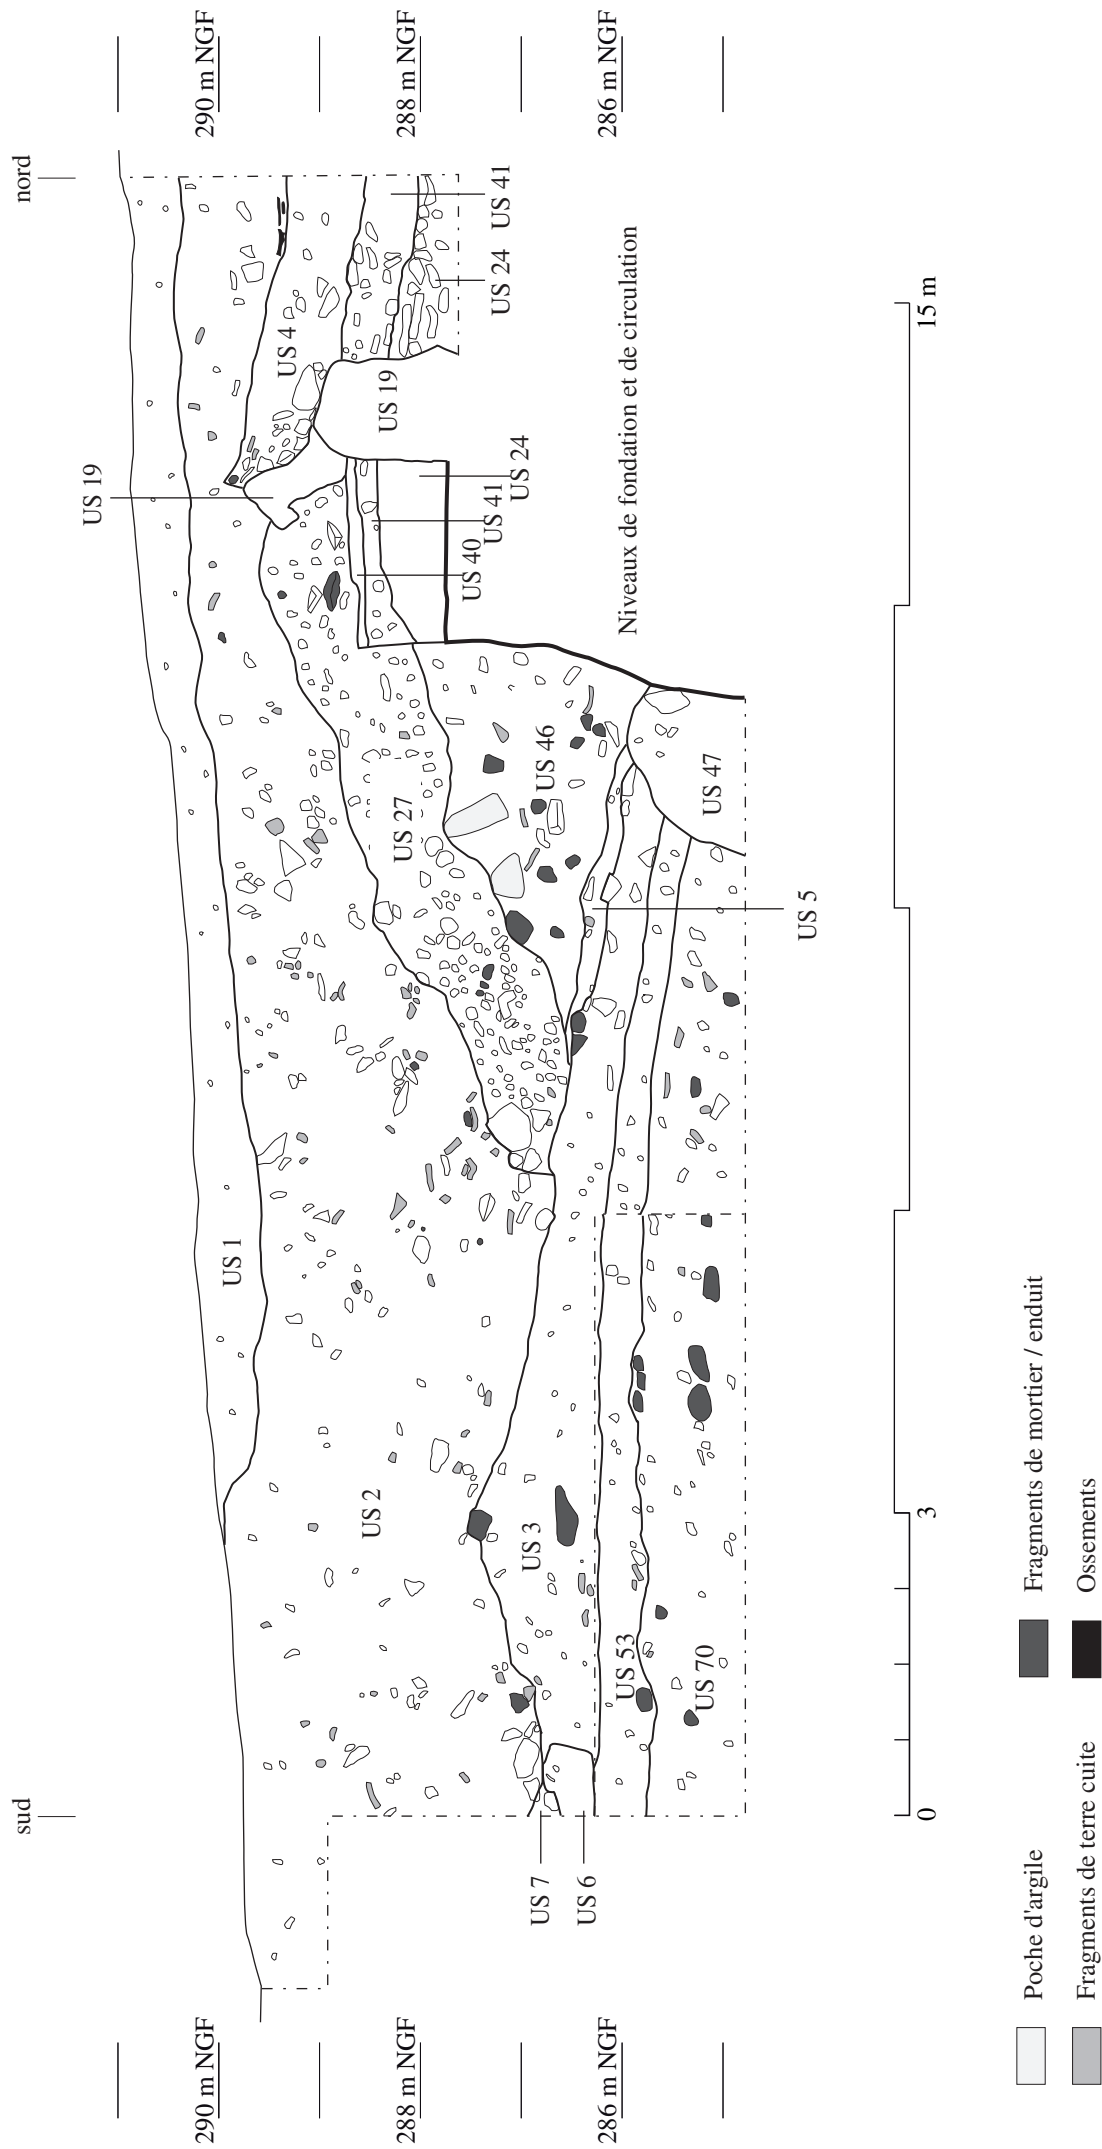 sud
nord
290 m NGF
288 m NGF
286 m NGF
290 m NGF
288 m NGF
286 m NGF
US 19
US 1
US 4
US 2
US 27
US 19
US 41
US 24
US 40
US 41
US 24
US 46
US 3
US 47
US 5
US 53
US 70
US 7
US 6
Niveaux de fondation et de circulation
0
3
15 m
Poche d'argile
Fragments de mortier / enduit
Fragments de terre cuite
Ossements